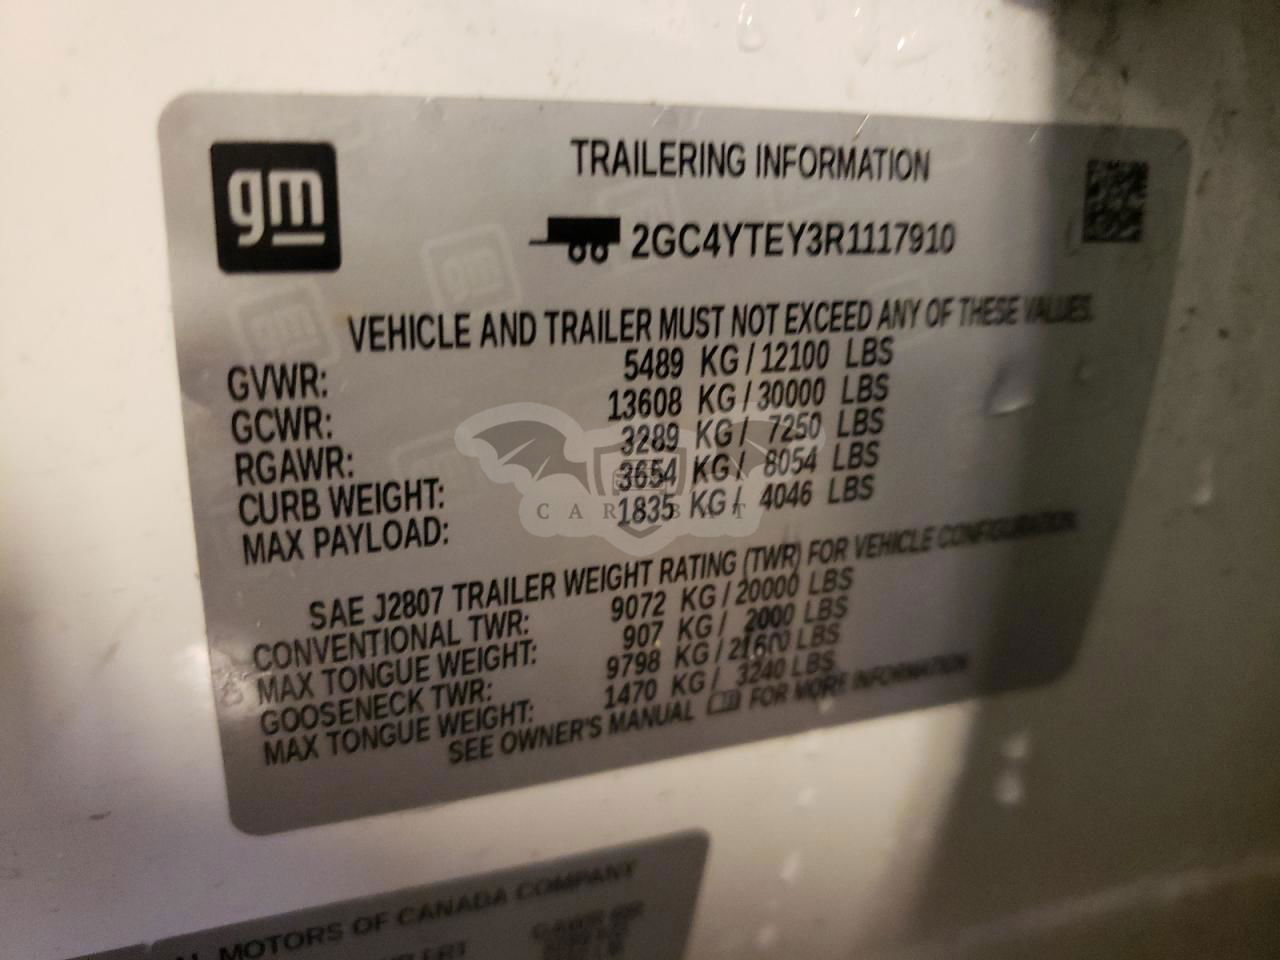 gm
TRAILERING INFORMATION
2GC4YTEY3R1117910
VEHICLE AND TRAILER MUST NOT EXCEED ANY OF THESE VALUES.
GVWR: 5489 KG / 12100 LBS
GCWR: 13608 KG / 30000 LBS
RGAWR: 3289 KG / 7250 LBS
CURB WEIGHT: 3654 KG / 8054 LBS
MAX PAYLOAD: 1835 KG / 4046 LBS
CAR BAT
SAE J2807 TRAILER WEIGHT RATING (TWR) FOR VEHICLE CONFIGURATION
CONVENTIONAL TWR: 9072 KG / 20000 LBS
MAX TONGUE WEIGHT: 907 KG / 2000 LBS
GOOSENECK TWR: 9798 KG / 21600 LBS
MAX TONGUE WEIGHT: 1470 KG / 3240 LBS
SEE OWNER'S MANUAL FOR MORE INFORMATION
MOTORS OF CANADA COMPANY